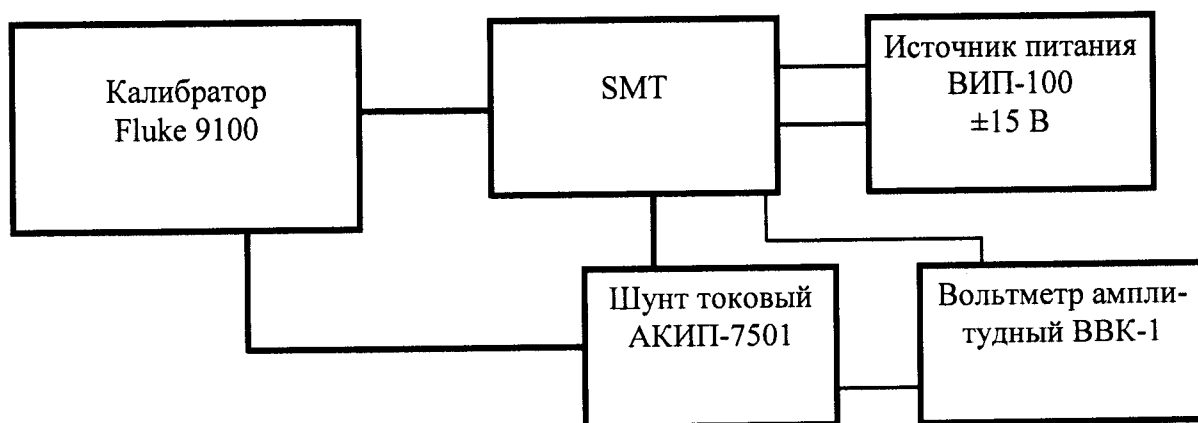 Калибратор
Fluke 9100
SMT
Источник питания
ВИП-100
±15 В
Шунт токовый
АКИП-7501
Вольтметр ампли-
тудный ВВК-1